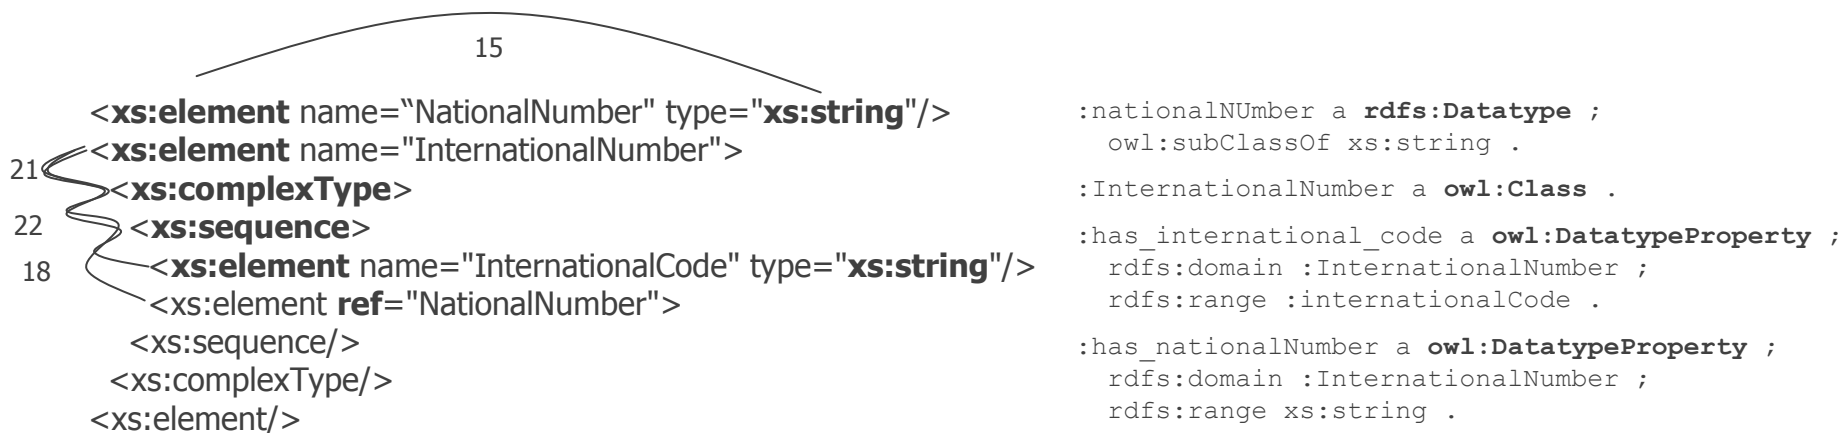 15
<xs:element name=“NationalNumber" type="xs:string"/>
<xs:element name="InternationalNumber">
21
<xs:complexType>
22
<xs:sequence>
18
<xs:element name="InternationalCode" type="xs:string"/>
<xs:element ref="NationalNumber">
<xs:sequence/>
<xs:complexType/>
<xs:element/>
:nationalNUmber a rdfs:Datatype ;
owl:subClassOf xs:string .
:InternationalNumber a owl:Class .
:has_international_code a owl:DatatypeProperty ;
rdfs:domain :InternationalNumber ;
rdfs:range :internationalCode .
:has_nationalNumber a owl:DatatypeProperty ;
rdfs:domain :InternationalNumber ;
rdfs:range xs:string .